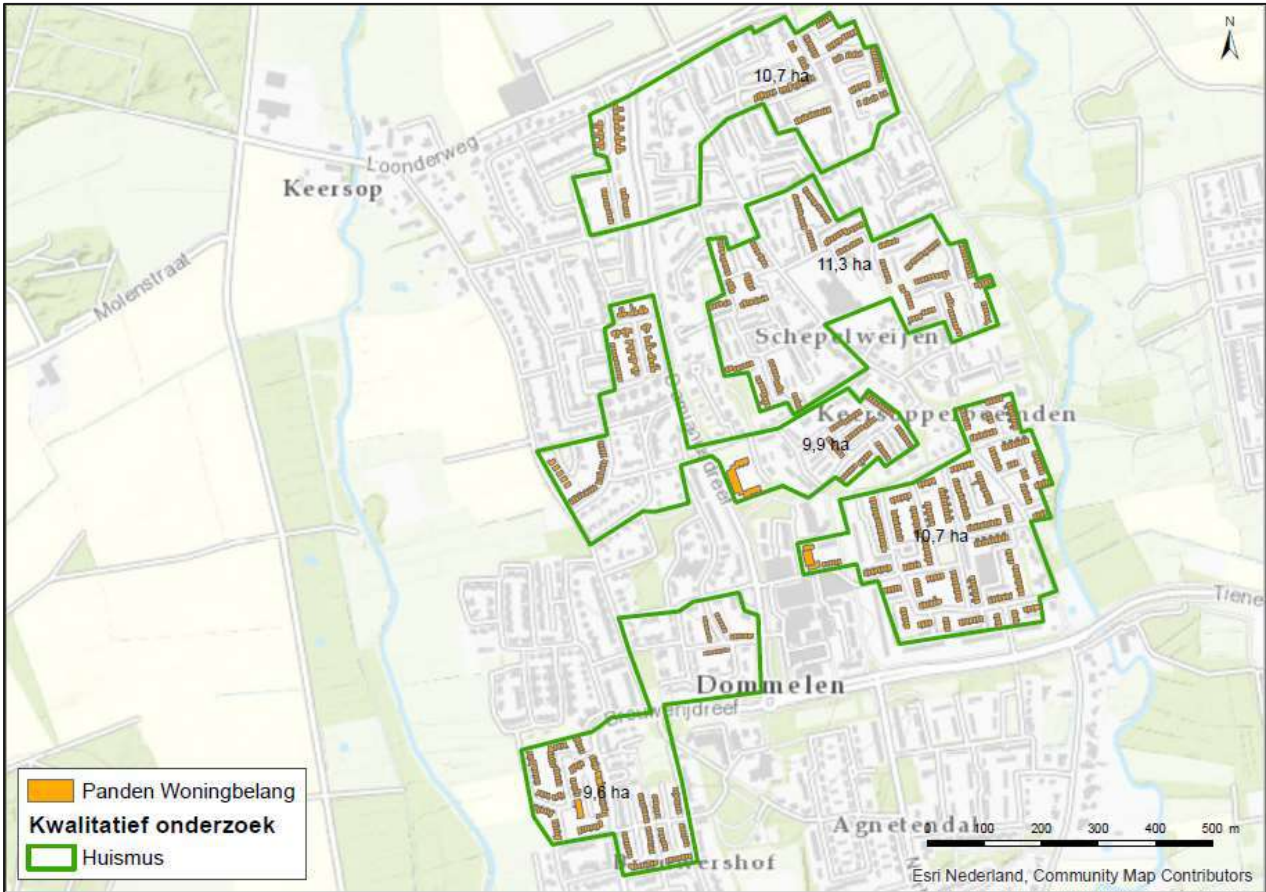 N
10,7 ha
Loonderweg
Keersop
Molenstraat
11,3 ha
Schepelweijen
Keersopperbeemden
9,9 ha
10,7 ha
Tiene
Dommelen
Brouwerijdreef
9,6 ha
Agnetendal
Brouwershof
Panden Woningbelang
Kwalitatief onderzoek
Huismus
0 100 200 300 400 500 m
Esri Nederland, Community Map Contributors